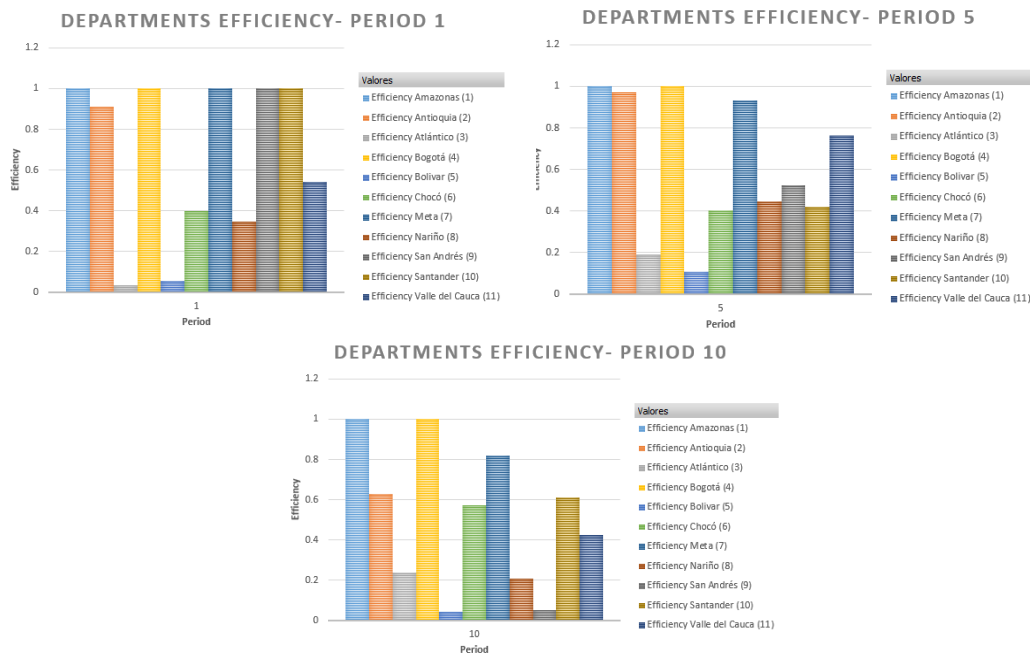 DEPARTMENTS EFFICIENCY- PERIOD 1
1.2
1
0.8
0.6
0.4
0.2
0
Efficiency
1
Period
Valores
Efficiency Amazonas (1)
Efficiency Antioquia (2)
Efficiency Atlántico (3)
Efficiency Bogotá (4)
Efficiency Bolivar (5)
Efficiency Chocó (6)
Efficiency Meta (7)
Efficiency Nariño (8)
Efficiency San Andrés (9)
Efficiency Santander (10)
Efficiency Valle del Cauca (11)
DEPARTMENTS EFFICIENCY- PERIOD 5
1.2
1
0.8
0.6
0.4
0.2
0
Efficiency
5
Period
Valores
Efficiency Amazonas (1)
Efficiency Antioquia (2)
Efficiency Atlántico (3)
Efficiency Bogotá (4)
Efficiency Bolivar (5)
Efficiency Chocó (6)
Efficiency Meta (7)
Efficiency Nariño (8)
Efficiency San Andrés (9)
Efficiency Santander (10)
Efficiency Valle del Cauca (11)
DEPARTMENTS EFFICIENCY- PERIOD 10
1.2
1
0.8
0.6
0.4
0.2
0
Efficiency
10
Period
Valores
Efficiency Amazonas (1)
Efficiency Antioquia (2)
Efficiency Atlántico (3)
Efficiency Bogotá (4)
Efficiency Bolivar (5)
Efficiency Chocó (6)
Efficiency Meta (7)
Efficiency Nariño (8)
Efficiency San Andrés (9)
Efficiency Santander (10)
Efficiency Valle del Cauca (11)